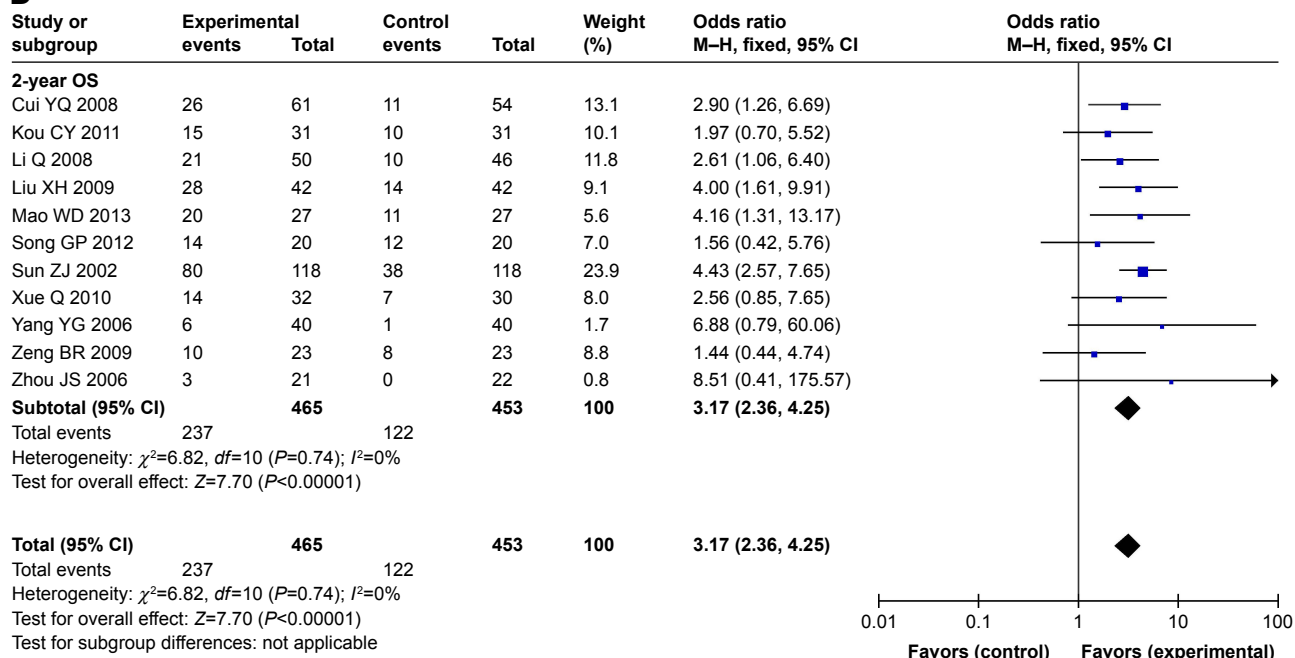 Study or subgroup Experimental events Total Control events Total Weight (%) Odds ratio M–H, fixed, 95% CI Odds ratio M–H, fixed, 95% CI
2-year OS
Cui YQ 2008 26 61 11 54 13.1 2.90 (1.26, 6.69)
Kou CY 2011 15 31 10 31 10.1 1.97 (0.70, 5.52)
Li Q 2008 21 50 10 46 11.8 2.61 (1.06, 6.40)
Liu XH 2009 28 42 14 42 9.1 4.00 (1.61, 9.91)
Mao WD 2013 20 27 11 27 5.6 4.16 (1.31, 13.17)
Song GP 2012 14 20 12 20 7.0 1.56 (0.42, 5.76)
Sun ZJ 2002 80 118 38 118 23.9 4.43 (2.57, 7.65)
Xue Q 2010 14 32 7 30 8.0 2.56 (0.85, 7.65)
Yang YG 2006 6 40 1 40 1.7 6.88 (0.79, 60.06)
Zeng BR 2009 10 23 8 23 8.8 1.44 (0.44, 4.74)
Zhou JS 2006 3 21 0 22 0.8 8.51 (0.41, 175.57)
Subtotal (95% CI) 465 453 100 3.17 (2.36, 4.25)
Total events 237 122
Heterogeneity: χ²=6.82, df=10 (P=0.74); I²=0%
Test for overall effect: Z=7.70 (P<0.00001)
Total (95% CI) 465 453 100 3.17 (2.36, 4.25)
Total events 237 122
Heterogeneity: χ²=6.82, df=10 (P=0.74); I²=0%
Test for overall effect: Z=7.70 (P<0.00001)
Test for subgroup differences: not applicable
0.01 0.1 1 10 100
Favors (control) Favors (experimental)